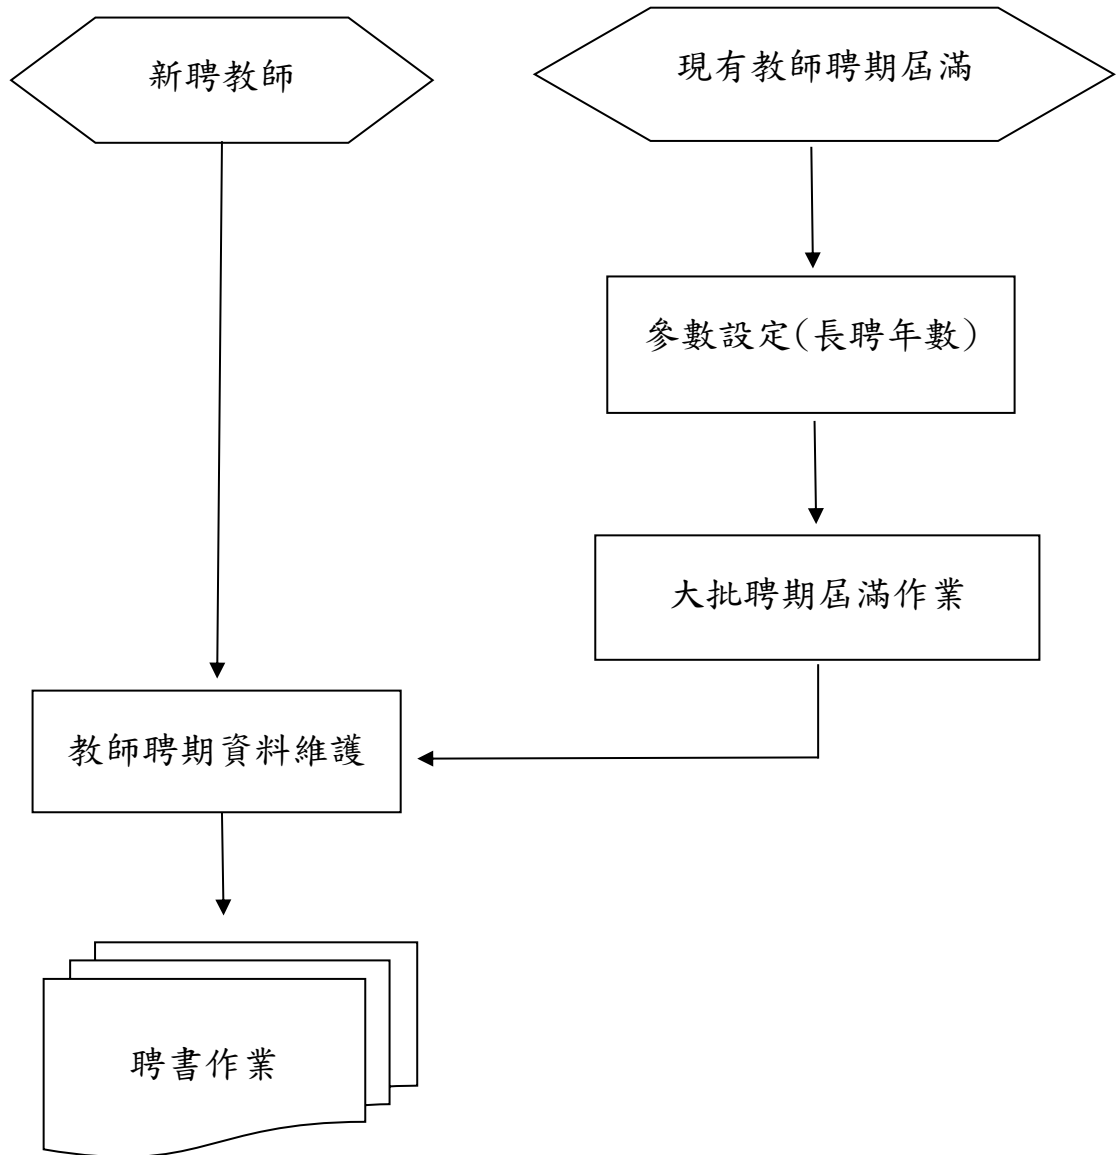 新聘教師
現有教師聘期屆滿
參數設定(長聘年數)
大批聘期屆滿作業
教師聘期資料維護
聘書作業